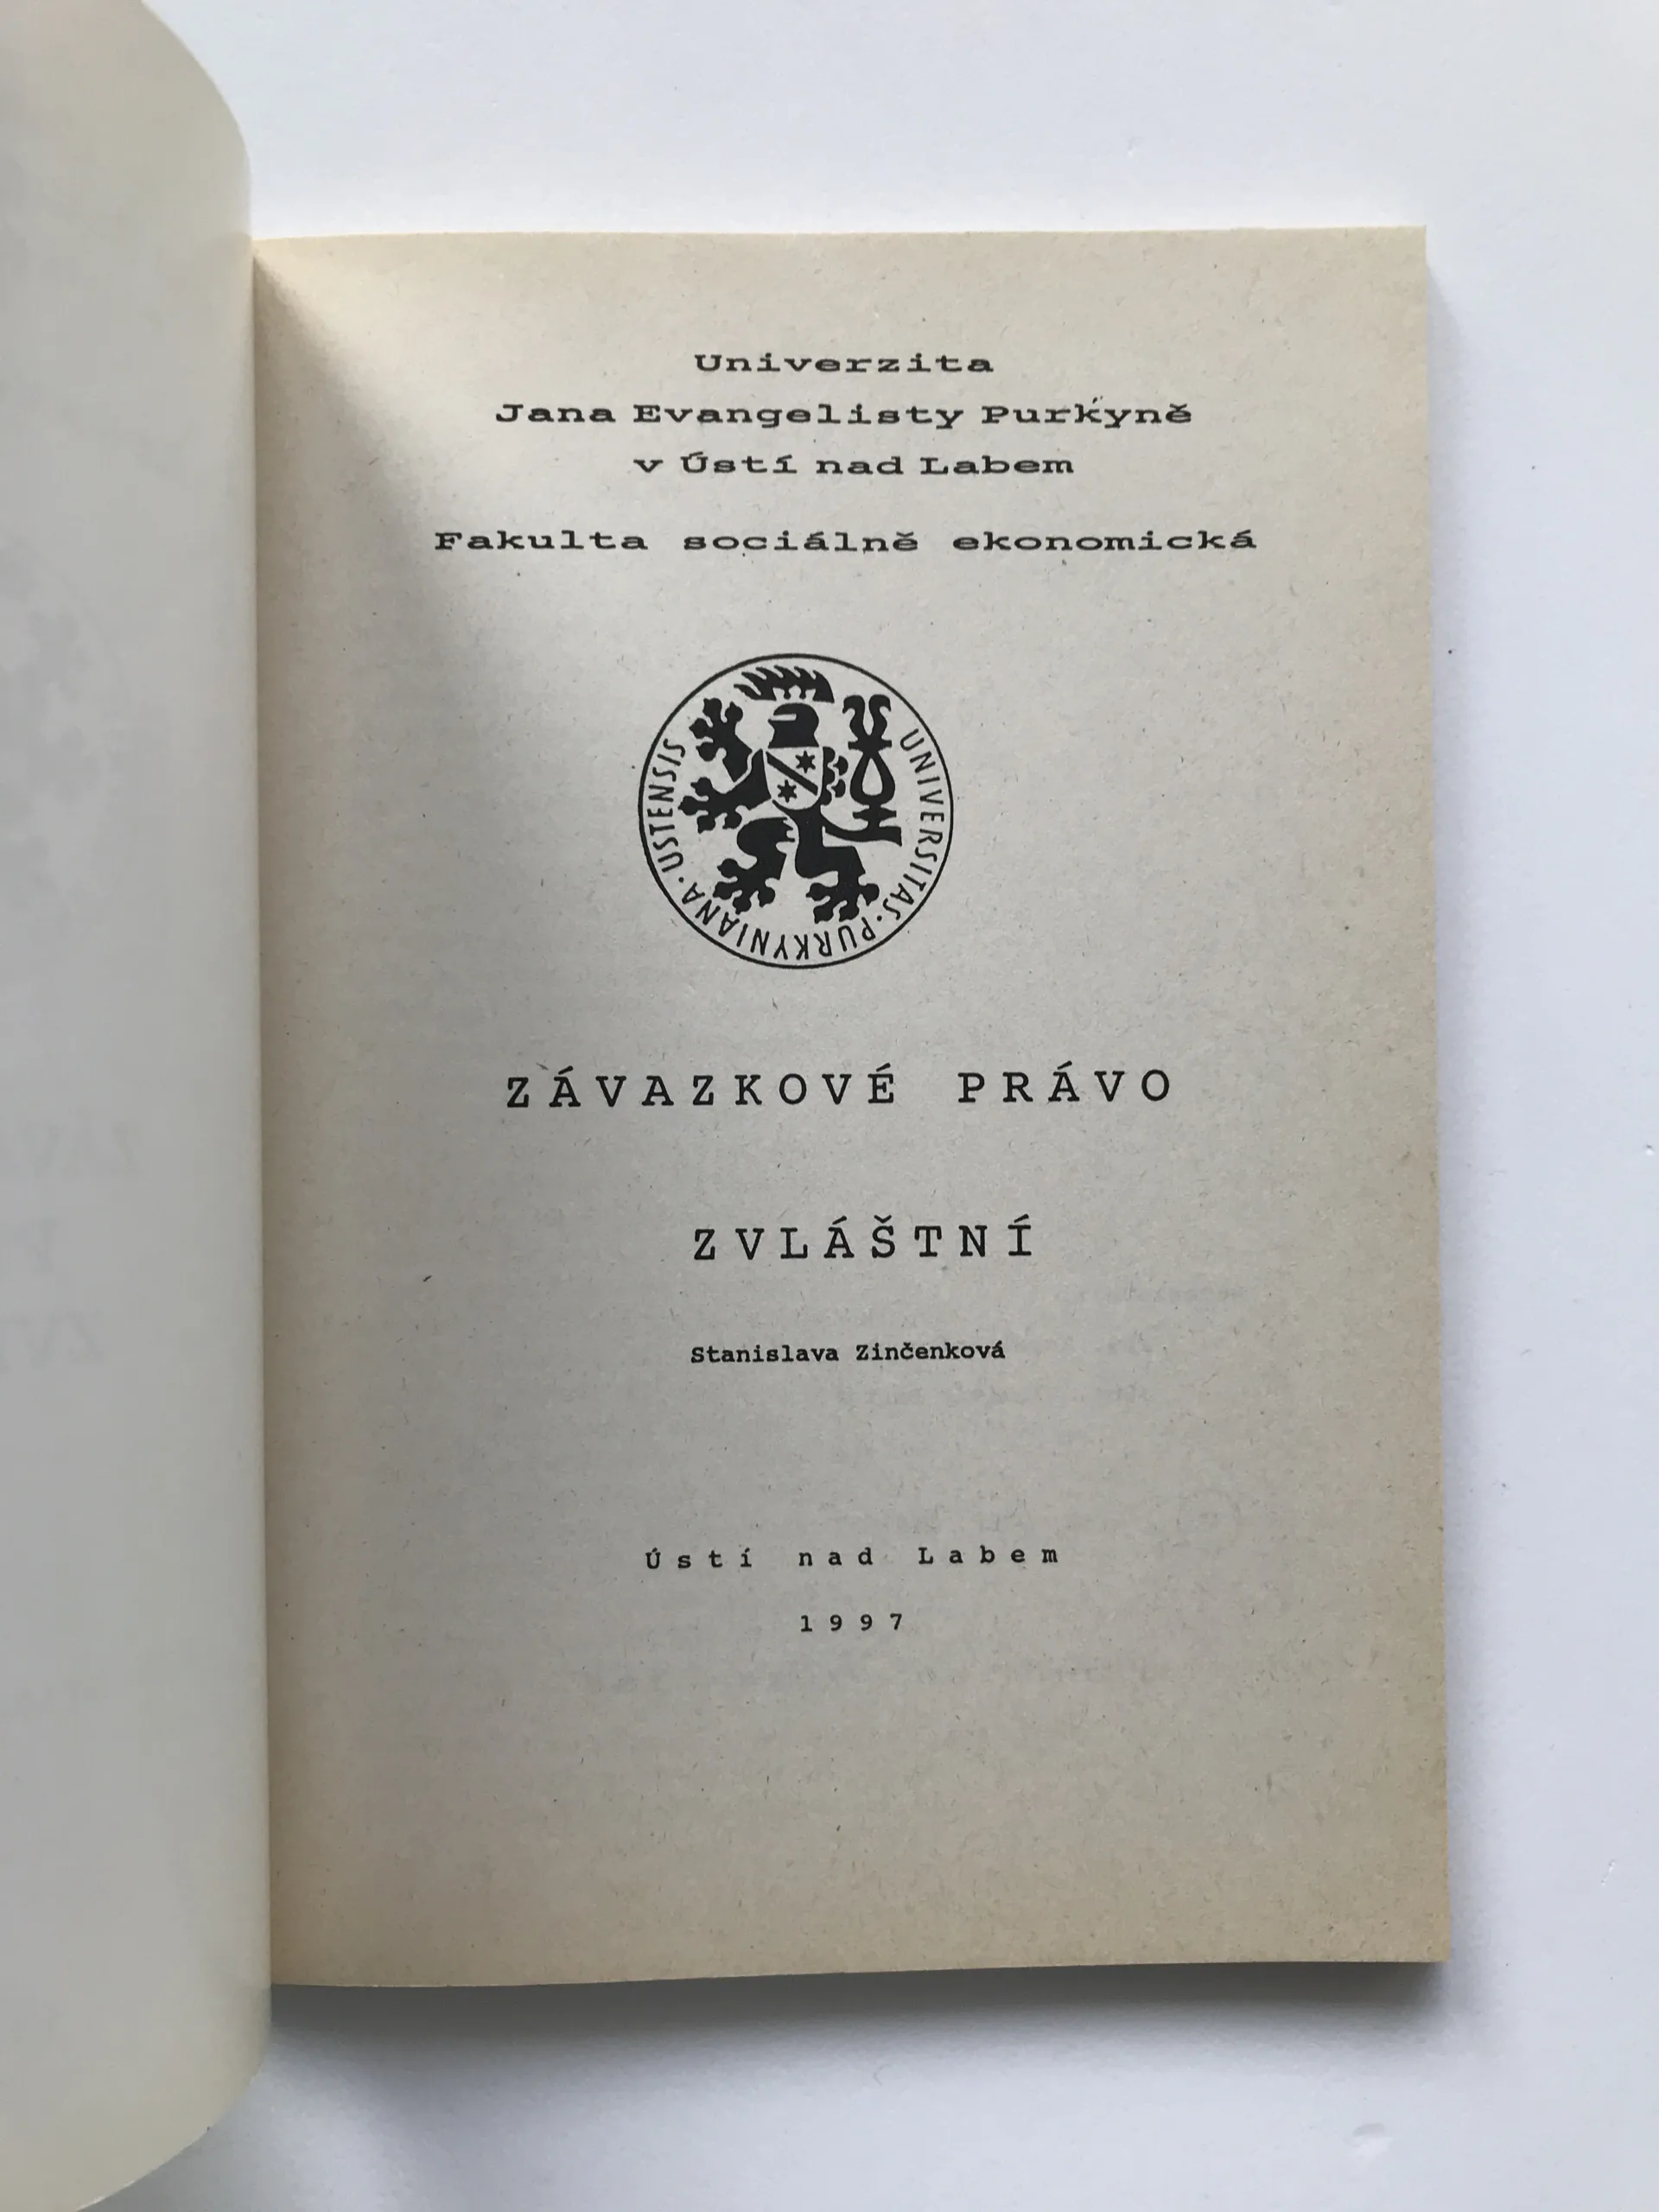 Univerzita
Jana Evangelisty Purkyně
v Ústí nad Labem
Fakulta sociálně ekonomická
UNIVERSITAS · PURKYNIANA · USTENSIS
ZÁVAZKOVÉ PRÁVO
ZVLÁŠTNÍ
Stanislava Zinčenková
Ústí nad Labem
1997